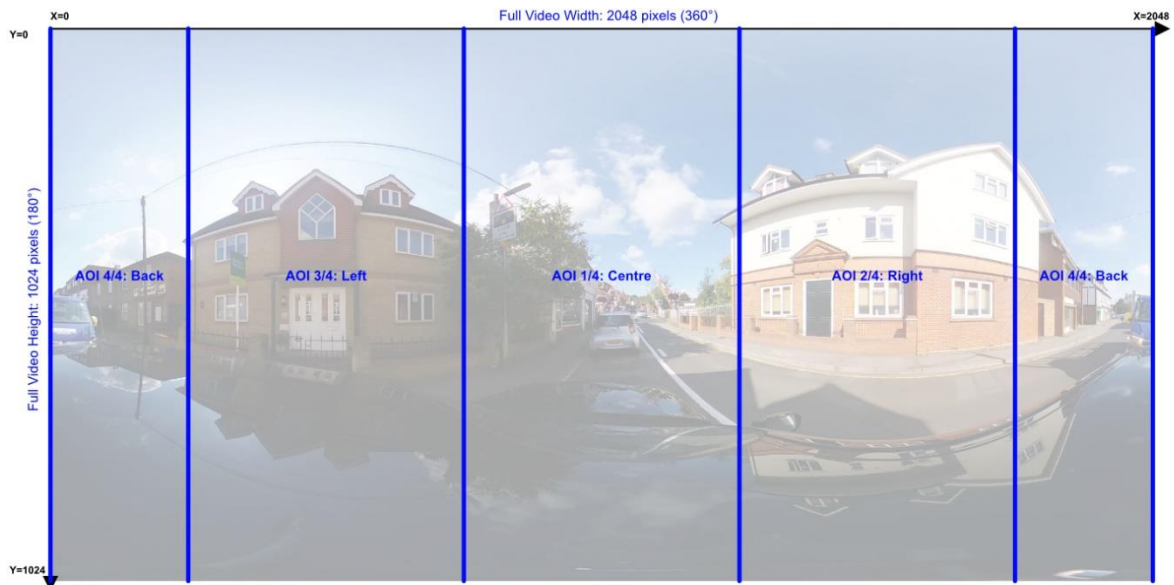 X=0
Full Video Width: 2048 pixels (360°)
X=2048
Y=0
Full Video Height: 1024 pixels (180°)
AOI 4/4: Back
AOI 3/4: Left
AOI 1/4: Centre
AOI 2/4: Right
AOI 4/4: Back
Y=1024